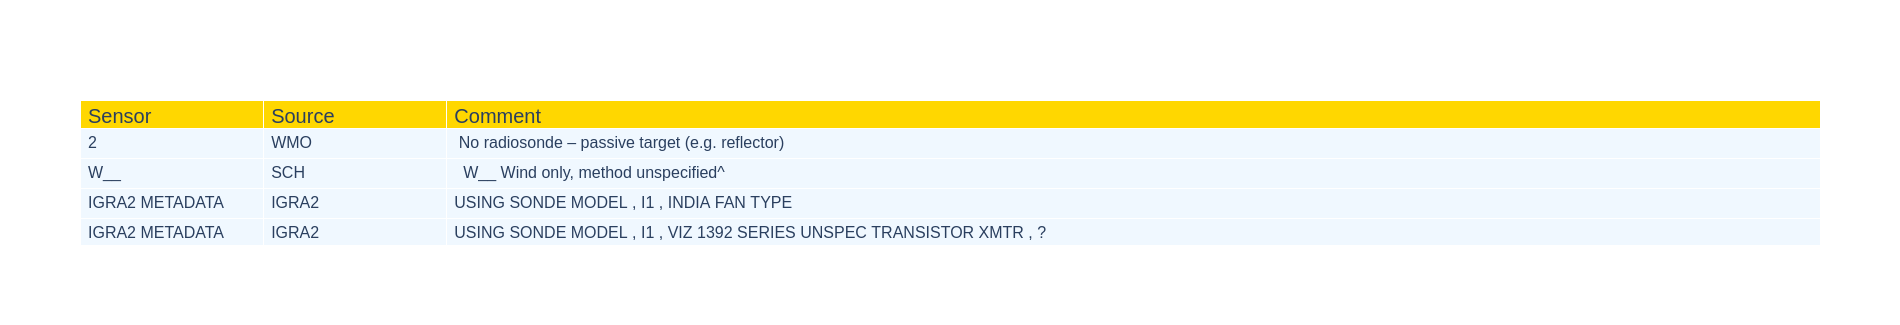 Sensor Source Comment
2 WMO No radiosonde – passive target (e.g. reflector)
W__ SCH W__ Wind only, method unspecified^
IGRA2 METADATA IGRA2 USING SONDE MODEL , I1 , INDIA FAN TYPE
IGRA2 METADATA IGRA2 USING SONDE MODEL , I1 , VIZ 1392 SERIES UNSPEC TRANSISTOR XMTR , ?